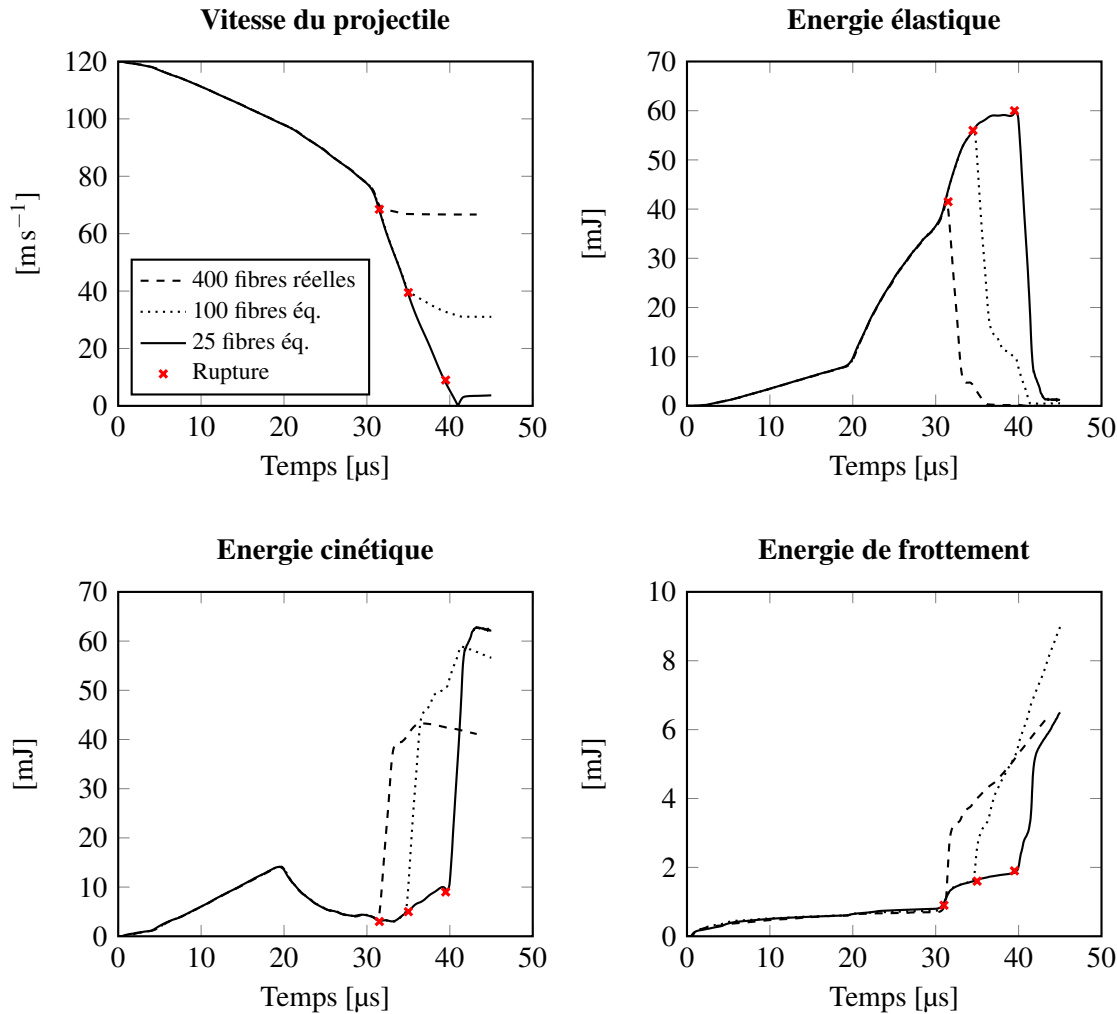 Vitesse du projectile
120
100
80
60
40
20
0
[m s⁻¹]
400 fibres réelles
100 fibres éq.
25 fibres éq.
Rupture
0 10 20 30 40 50
Temps [µs]
Energie élastique
70
60
50
40
30
20
10
0
[mJ]
0 10 20 30 40 50
Temps [µs]
Energie cinétique
70
60
50
40
30
20
10
0
[mJ]
0 10 20 30 40 50
Temps [µs]
Energie de frottement
10
8
6
4
2
0
[mJ]
0 10 20 30 40 50
Temps [µs]